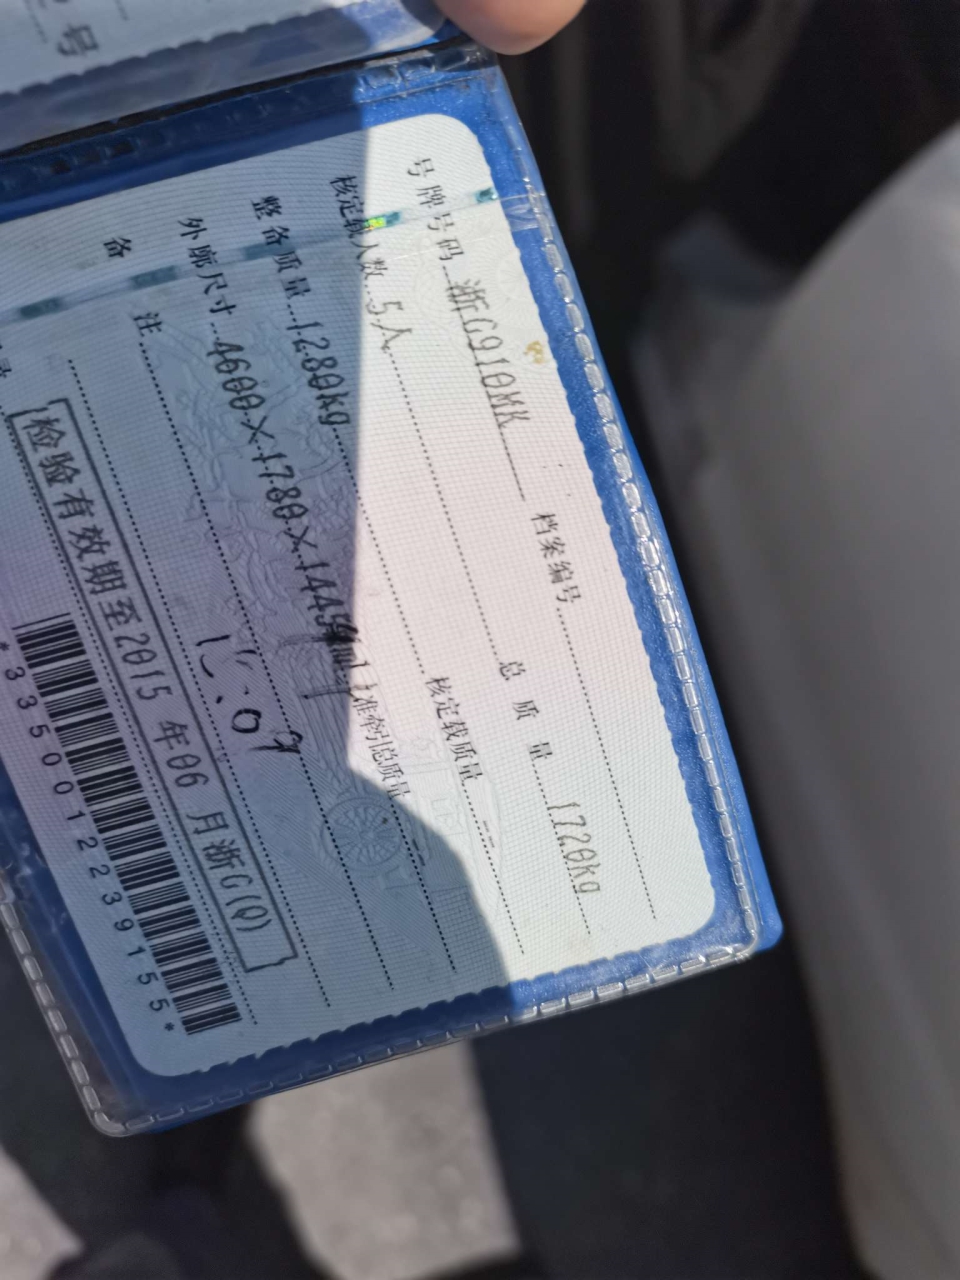 号
号牌号码 浙G910MK 档案编号
核定载人数 5人 总质量 1720kg
整备质量 1280kg 核定载质量 --
外廓尺寸 4600×1780×1445mm 准牵引总质量 --
备注
检验有效期至2015年06月浙G(Q)
*3350012239155*